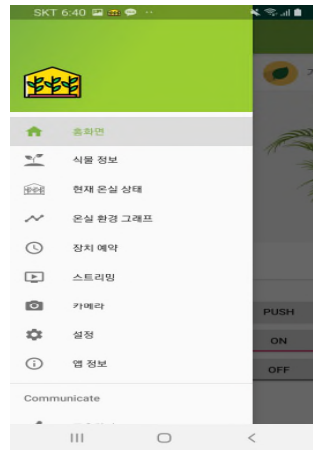 SKT 6:40
홈화면
식물 정보
현재 온실 상태
온실 환경 그래프
장치 예약
스트리밍
카메라
설정
앱 정보
Communicate
PUSH
ON
OFF